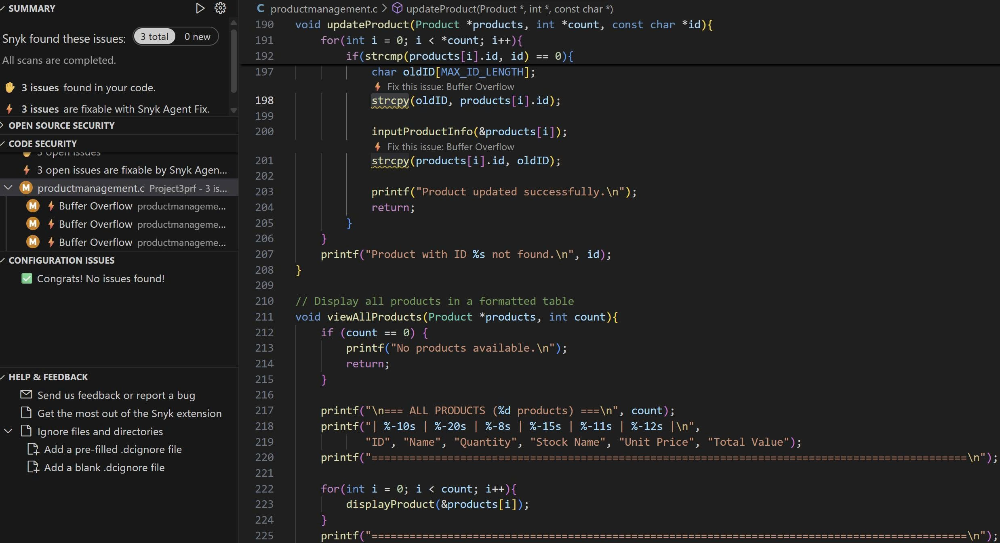 SUMMARY
Snyk found these issues: 3 total 0 new
All scans are completed.
3 issues found in your code.
3 issues are fixable with Snyk Agent Fix.
OPEN SOURCE SECURITY
CODE SECURITY
3 open issues
3 open issues are fixable by Snyk Agen...
M productmanagement.c Project3prf - 3 is...
M Buffer Overflow productmanageme...
M Buffer Overflow productmanageme...
M Buffer Overflow productmanageme...
CONFIGURATION ISSUES
Congrats! No issues found!
HELP & FEEDBACK
Send us feedback or report a bug
Get the most out of the Snyk extension
Ignore files and directories
Add a pre-filled .dcignore file
Add a blank .dcignore file
C productmanagement.c > updateProduct(Product *, int *, const char *)
190 void updateProduct(Product *products, int *count, const char *id){
191 for(int i = 0; i < *count; i++){
192 if(strcmp(products[i].id, id) == 0){
197 char oldID[MAX_ID_LENGTH];
Fix this issue: Buffer Overflow
198 strcpy(oldID, products[i].id);
199
200 inputProductInfo(&products[i]);
Fix this issue: Buffer Overflow
201 strcpy(products[i].id, oldID);
202
203 printf("Product updated successfully.\n");
204 return;
205 }
206 }
207 printf("Product with ID %s not found.\n", id);
208 }
209
210 // Display all products in a formatted table
211 void viewAllProducts(Product *products, int count){
212 if (count == 0) {
213 printf("No products available.\n");
214 return;
215 }
216
217 printf("\n=== ALL PRODUCTS (%d products) ===\n", count);
218 printf("| %-10s | %-20s | %-8s | %-15s | %-11s | %-12s |\n",
219 "ID", "Name", "Quantity", "Stock Name", "Unit Price", "Total Value");
220 printf("==============================================================================================\n");
221
222 for(int i = 0; i < count; i++){
223 displayProduct(&products[i]);
224 }
225 printf("==============================================================================================\n");